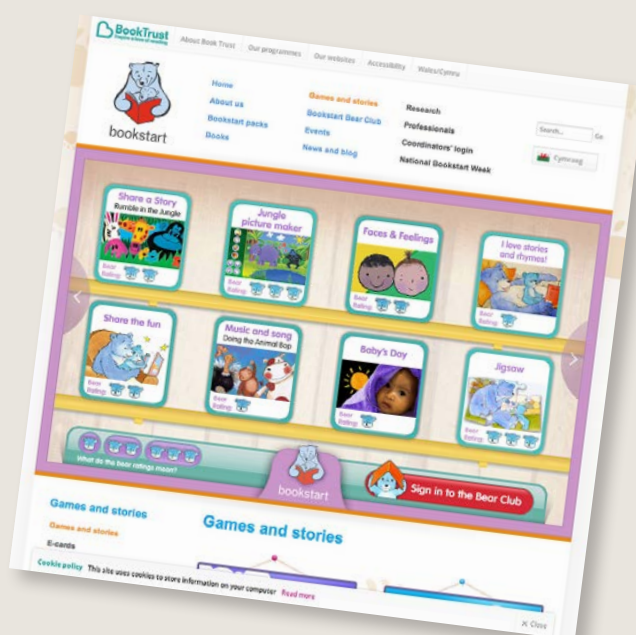 BookTrust
About Book Trust
Our programmes
Our websites
Accessibility
Wales/Cymru
bookstart
Home
About us
Bookstart packs
Books
Games and stories
Bookstart Bear Club
Events
News and blog
Research
Professionals
Coordinators' login
National Bookstart Week
Search...
Go
Cymraeg
Share a Story
Rumble in the Jungle
Bear
Rating:
Jungle
picture maker
Bear
Rating:
Faces & Feelings
Bear
Rating:
I love stories
and rhymes!
Bear
Rating:
Share the fun
Bear
Rating:
Music and song
Doing the Animal Bop
Bear
Rating:
Baby's Day
Bear
Rating:
Jigsaw
Bear
Rating:
What do the bear ratings mean?
bookstart
Sign in to the Bear Club
Games and stories
Games and stories
E-cards
Games and stories
Cookie policy This site uses cookies to store information on your computer Read more
X Close